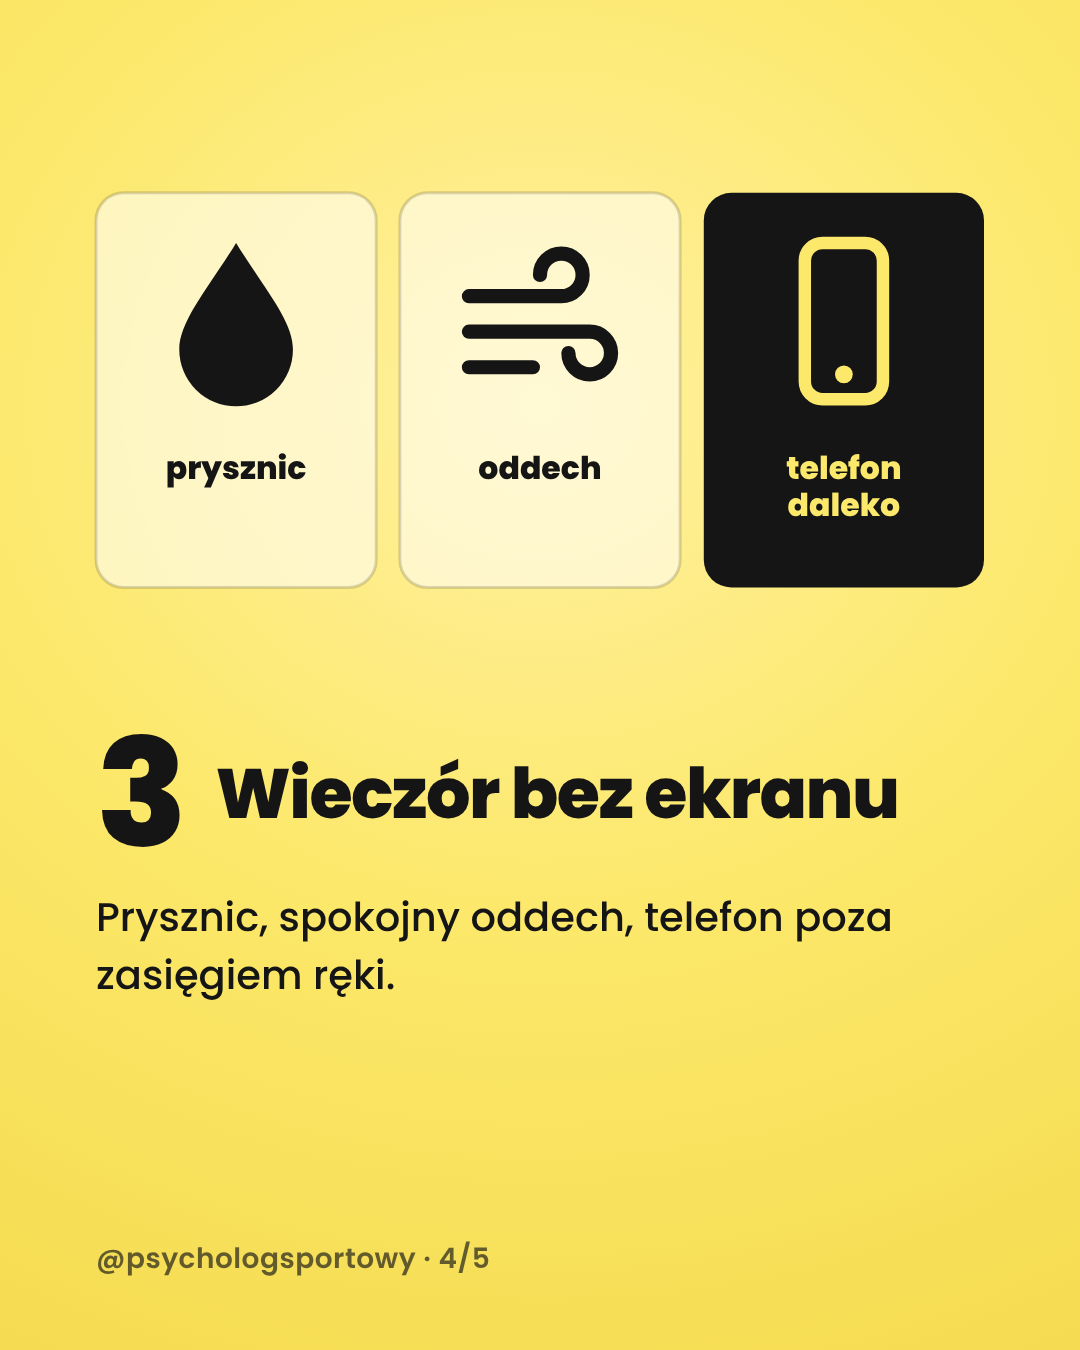 prysznic
oddech
telefon
daleko
3 Wieczór bez ekranu
Prysznic, spokojny oddech, telefon poza
zasięgiem ręki.
@psychologsportowy · 4/5